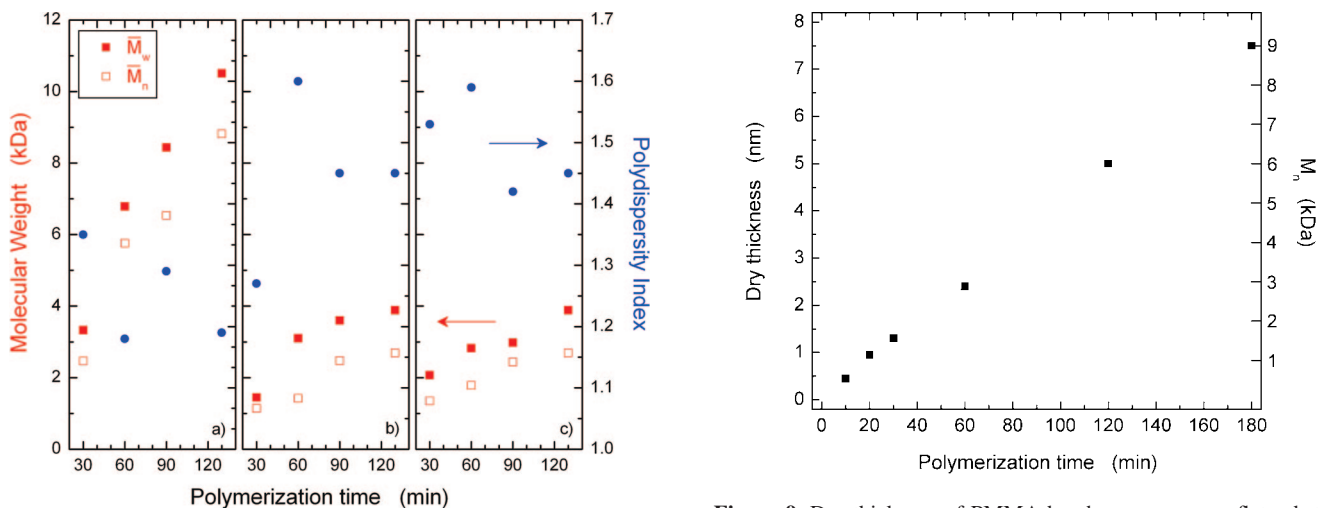 12
10
8
6
4
2
0
Molecular Weight (kDa)
M̄w
M̄n
a)
b)
c)
30 60 90 120
30 60 90 120
30 60 90 120
Polymerization time (min)
1.7
1.6
1.5
1.4
1.3
1.2
1.1
1.0
Polydispersity Index
8
7
6
5
4
3
2
1
0
Dry thickness (nm)
0 20 40 60 80 100 120 140 160 180
Polymerization time (min)
9
8
7
6
5
4
3
2
1
Mn (kDa)